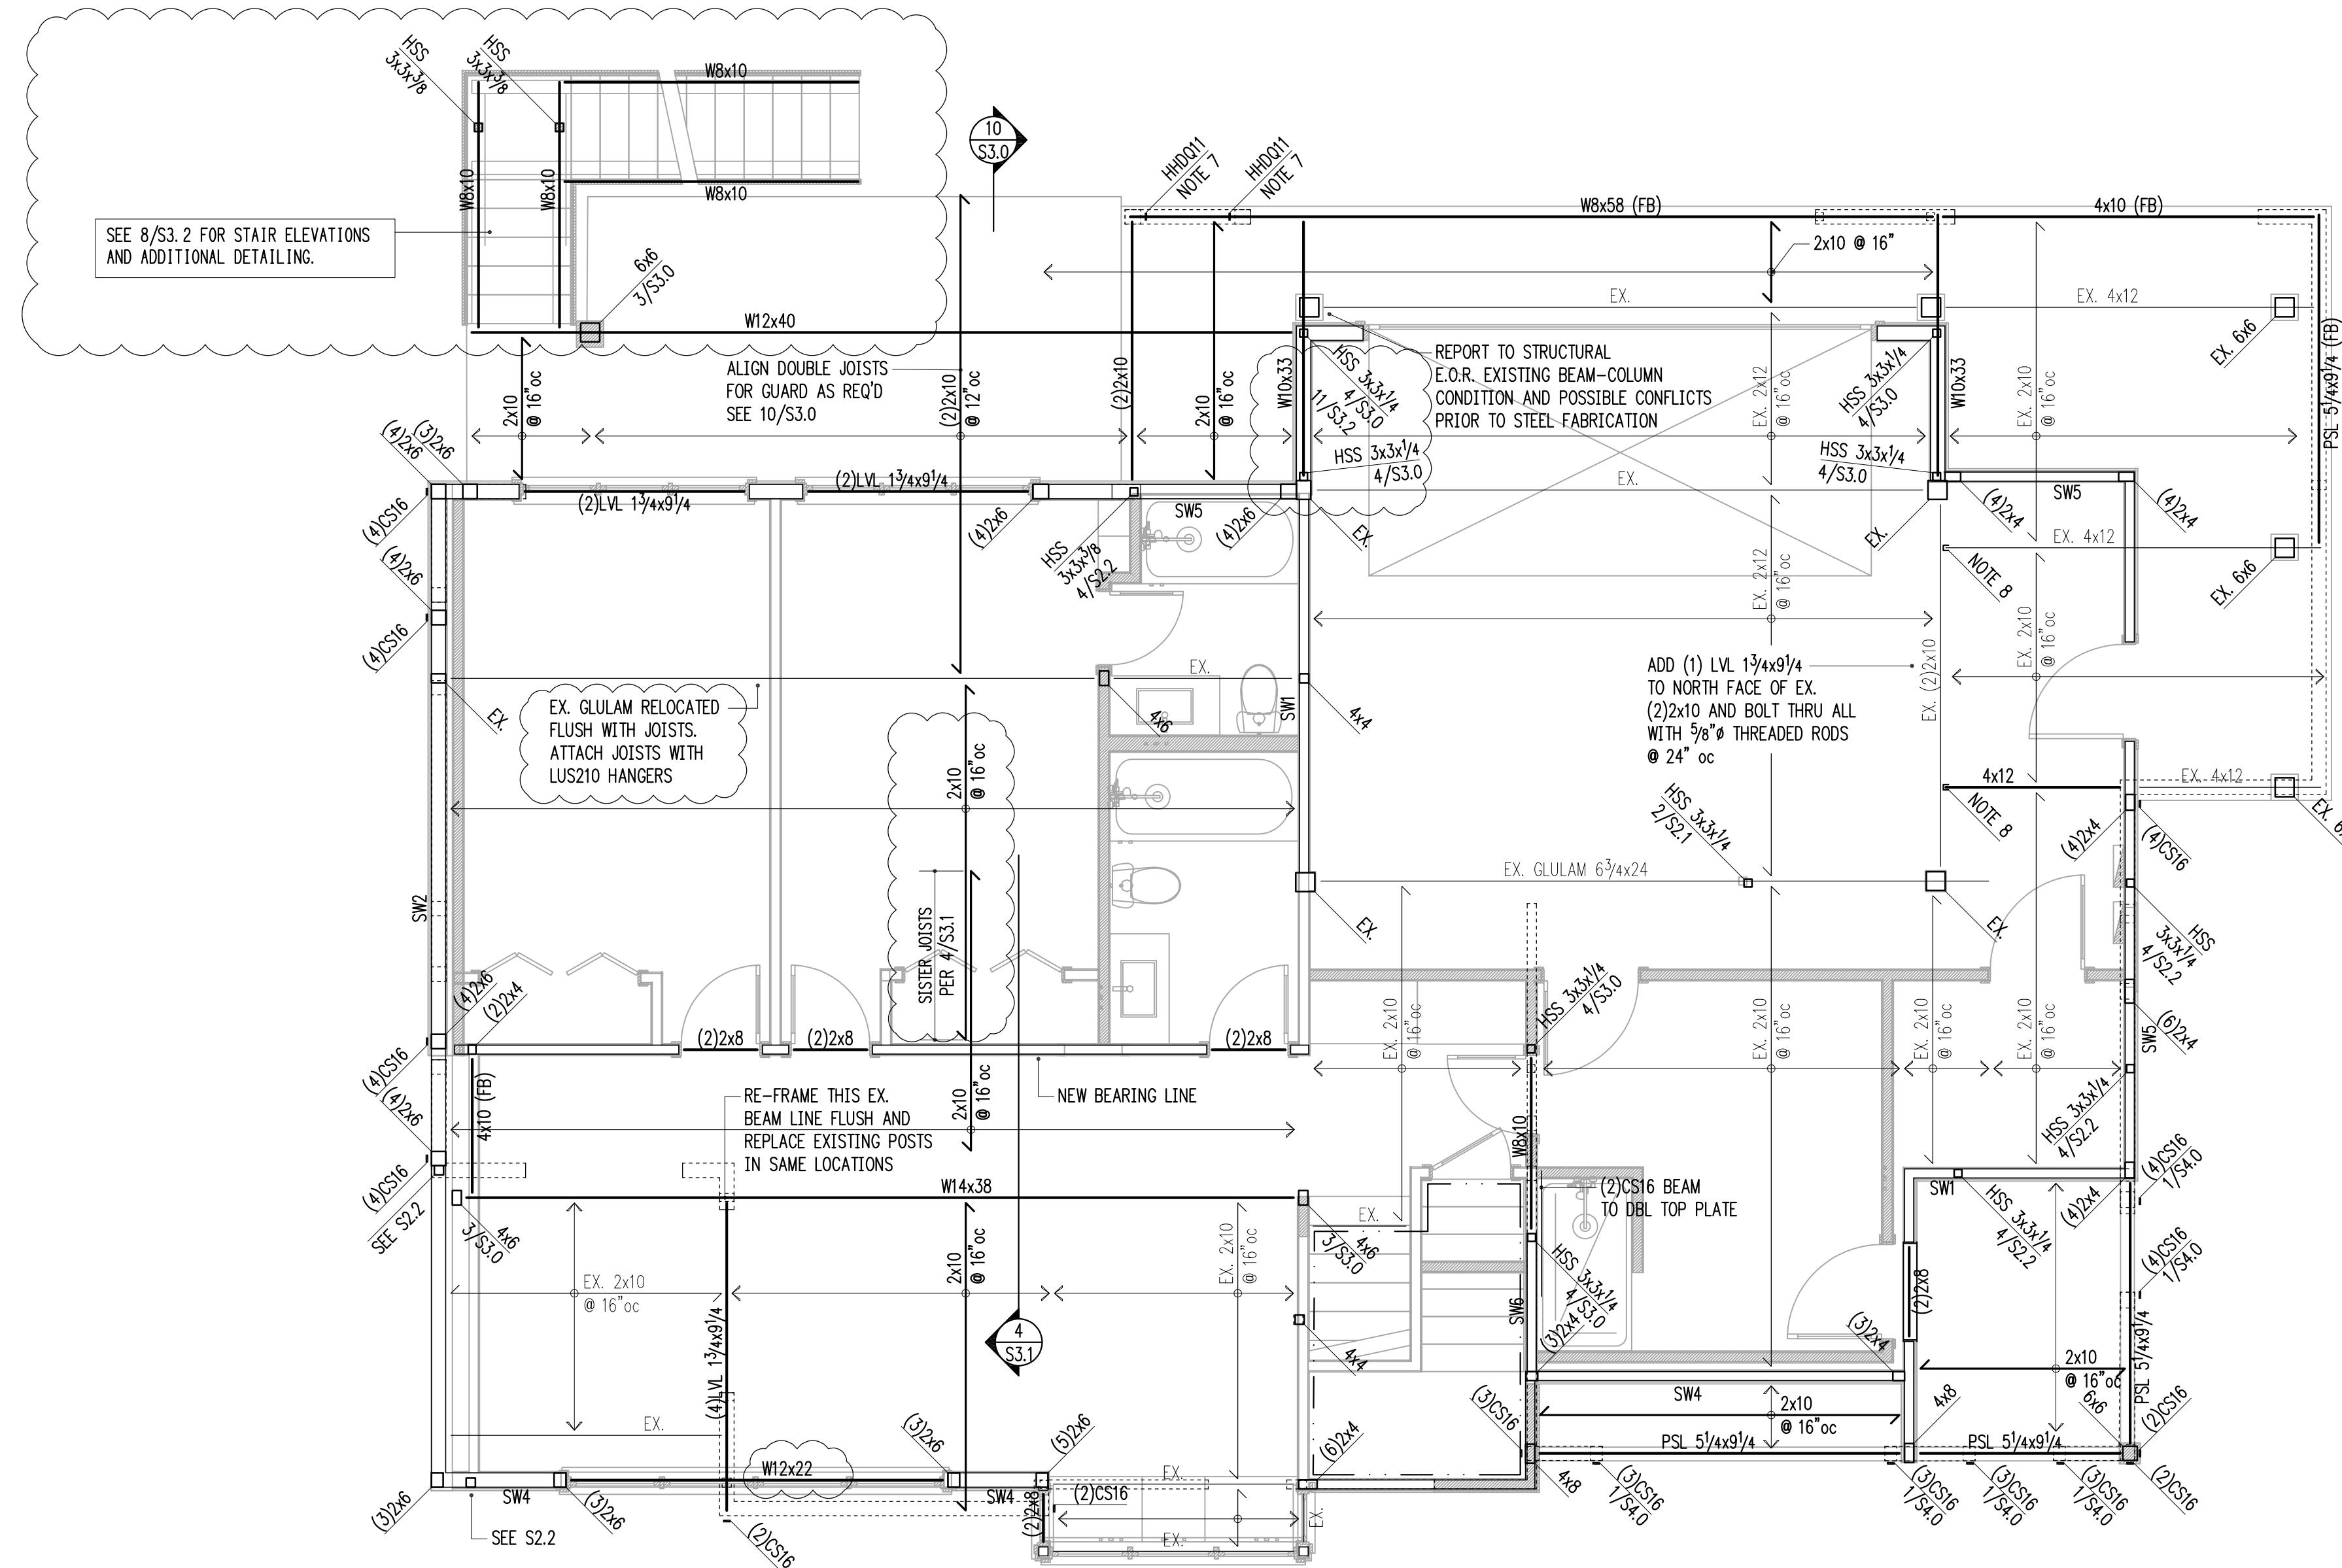 HSS
3x3x3/8
HSS
3x3x3/8
W8x10
W8x10
W8x10
W8x10
10
S3.0
HHDQ11
NOTE 7
HHDQ11
NOTE 7
W8x58 (FB)
4x10 (FB)
SEE 8/S3.2 FOR STAIR ELEVATIONS
AND ADDITIONAL DETAILING.
6x6
3/S3.0
2x10 @ 16"
EX.
EX. 4x12
EX. 6x6
PSL 5 1/4x9 1/4 (FB)
W12x40
ALIGN DOUBLE JOISTS
FOR GUARD AS REQ'D
SEE 10/S3.0
2x10
@ 16"oc
(2)2x10
@ 12"oc
(2)2x10
2x10
@ 16"oc
W10x33
HSS 3x3x1/4
4/S3.0
11/S3.2
REPORT TO STRUCTURAL
E.O.R. EXISTING BEAM-COLUMN
CONDITION AND POSSIBLE CONFLICTS
PRIOR TO STEEL FABRICATION
EX. 2x12
@ 16"oc
HSS 3x3x1/4
4/S3.0
W10x33
EX. 2x10
@ 16"oc
HSS 3x3x1/4
4/S3.0
HSS 3x3x1/4
4/S3.0
(4)2x6
(3)2x6
(4)CS16
(2)LVL 1 3/4x9 1/4
(2)LVL 1 3/4x9 1/4
(4)2x6
HSS
3x3x3/8
4/S2.2
SW5
(4)2x6
EX.
EX.
EX.
(4)2x4
SW5
(4)2x4
EX. 4x12
EX. 6x6
NOTE 8
(4)2x6
(4)CS16
EX. 2x12
@ 16"oc
EX. 2x10
@ 16"oc
EX.
EX.
4x6
SW1
4x4
EX. GLULAM RELOCATED
FLUSH WITH JOISTS.
ATTACH JOISTS WITH
LUS210 HANGERS
ADD (1) LVL 1 3/4x9 1/4
TO NORTH FACE OF EX.
(2)2x10 AND BOLT THRU ALL
WITH 5/8"ø THREADED RODS
@ 24" oc
EX. (2)2x10
2x10
@ 16"oc
4x12
EX. 4x12
NOTE 8
(4)2x4
(4)CS16
HSS 3x3x1/4
2/S2.1
EX. GLULAM 6 3/4x24
EX.
EX.
SW2
SISTER JOISTS
PER 4/S3.1
HSS
3x3x1/4
4/S2.2
(6)2x4
SW5
(4)2x6
(2)2x4
(4)CS16
(4)2x6
(2)2x8
(2)2x8
(2)2x8
HSS 3x3x1/4
4/S3.0
EX. 2x10
@ 16"oc
EX. 2x10
@ 16"oc
EX. 2x10
@ 16"oc
EX. 2x10
@ 16"oc
4x10 (FB)
RE-FRAME THIS EX.
BEAM LINE FLUSH AND
REPLACE EXISTING POSTS
IN SAME LOCATIONS
2x10
@ 16"oc
NEW BEARING LINE
W8x10
HSS 3x3x1/4
4/S2.2
(4)CS16
1/S4.0
(4)CS16
SEE S2.2
W14x38
(2)CS16 BEAM
TO DBL TOP PLATE
SW1
HSS 3x3x1/4
4/S2.2
(4)2x4
4x6
3/S3.0
EX.
4x6
3/S3.0
(4)CS16
1/S4.0
EX. 2x10
@ 16"oc
2x10
@ 16"oc
EX. 2x10
@ 16"oc
HSS 3x3x1/4
4/S3.0
(3)2x4
SW6
(2)2x8
(3)2x4
PSL 5 1/4x9 1/4
4
S3.1
4x4
(4)LVL 1 3/4x9 1/4
EX.
SW4
2x10
@ 16"oc
4x8
2x10
@ 16"oc
6x6
(2)CS16
(3)2x6
(5)2x6
(6)2x4
(3)CS16
PSL 5 1/4x9 1/4
PSL 5 1/4x9 1/4
W12x22
EX.
(3)2x6
SW4
(3)2x6
SW4
(2)2x8
(2)CS16
EX.
EX.
4x8
(3)CS16
1/S4.0
(3)CS16
1/S4.0
(3)CS16
1/S4.0
(3)CS16
1/S4.0
(2)CS16
SEE S2.2
(2)CS16